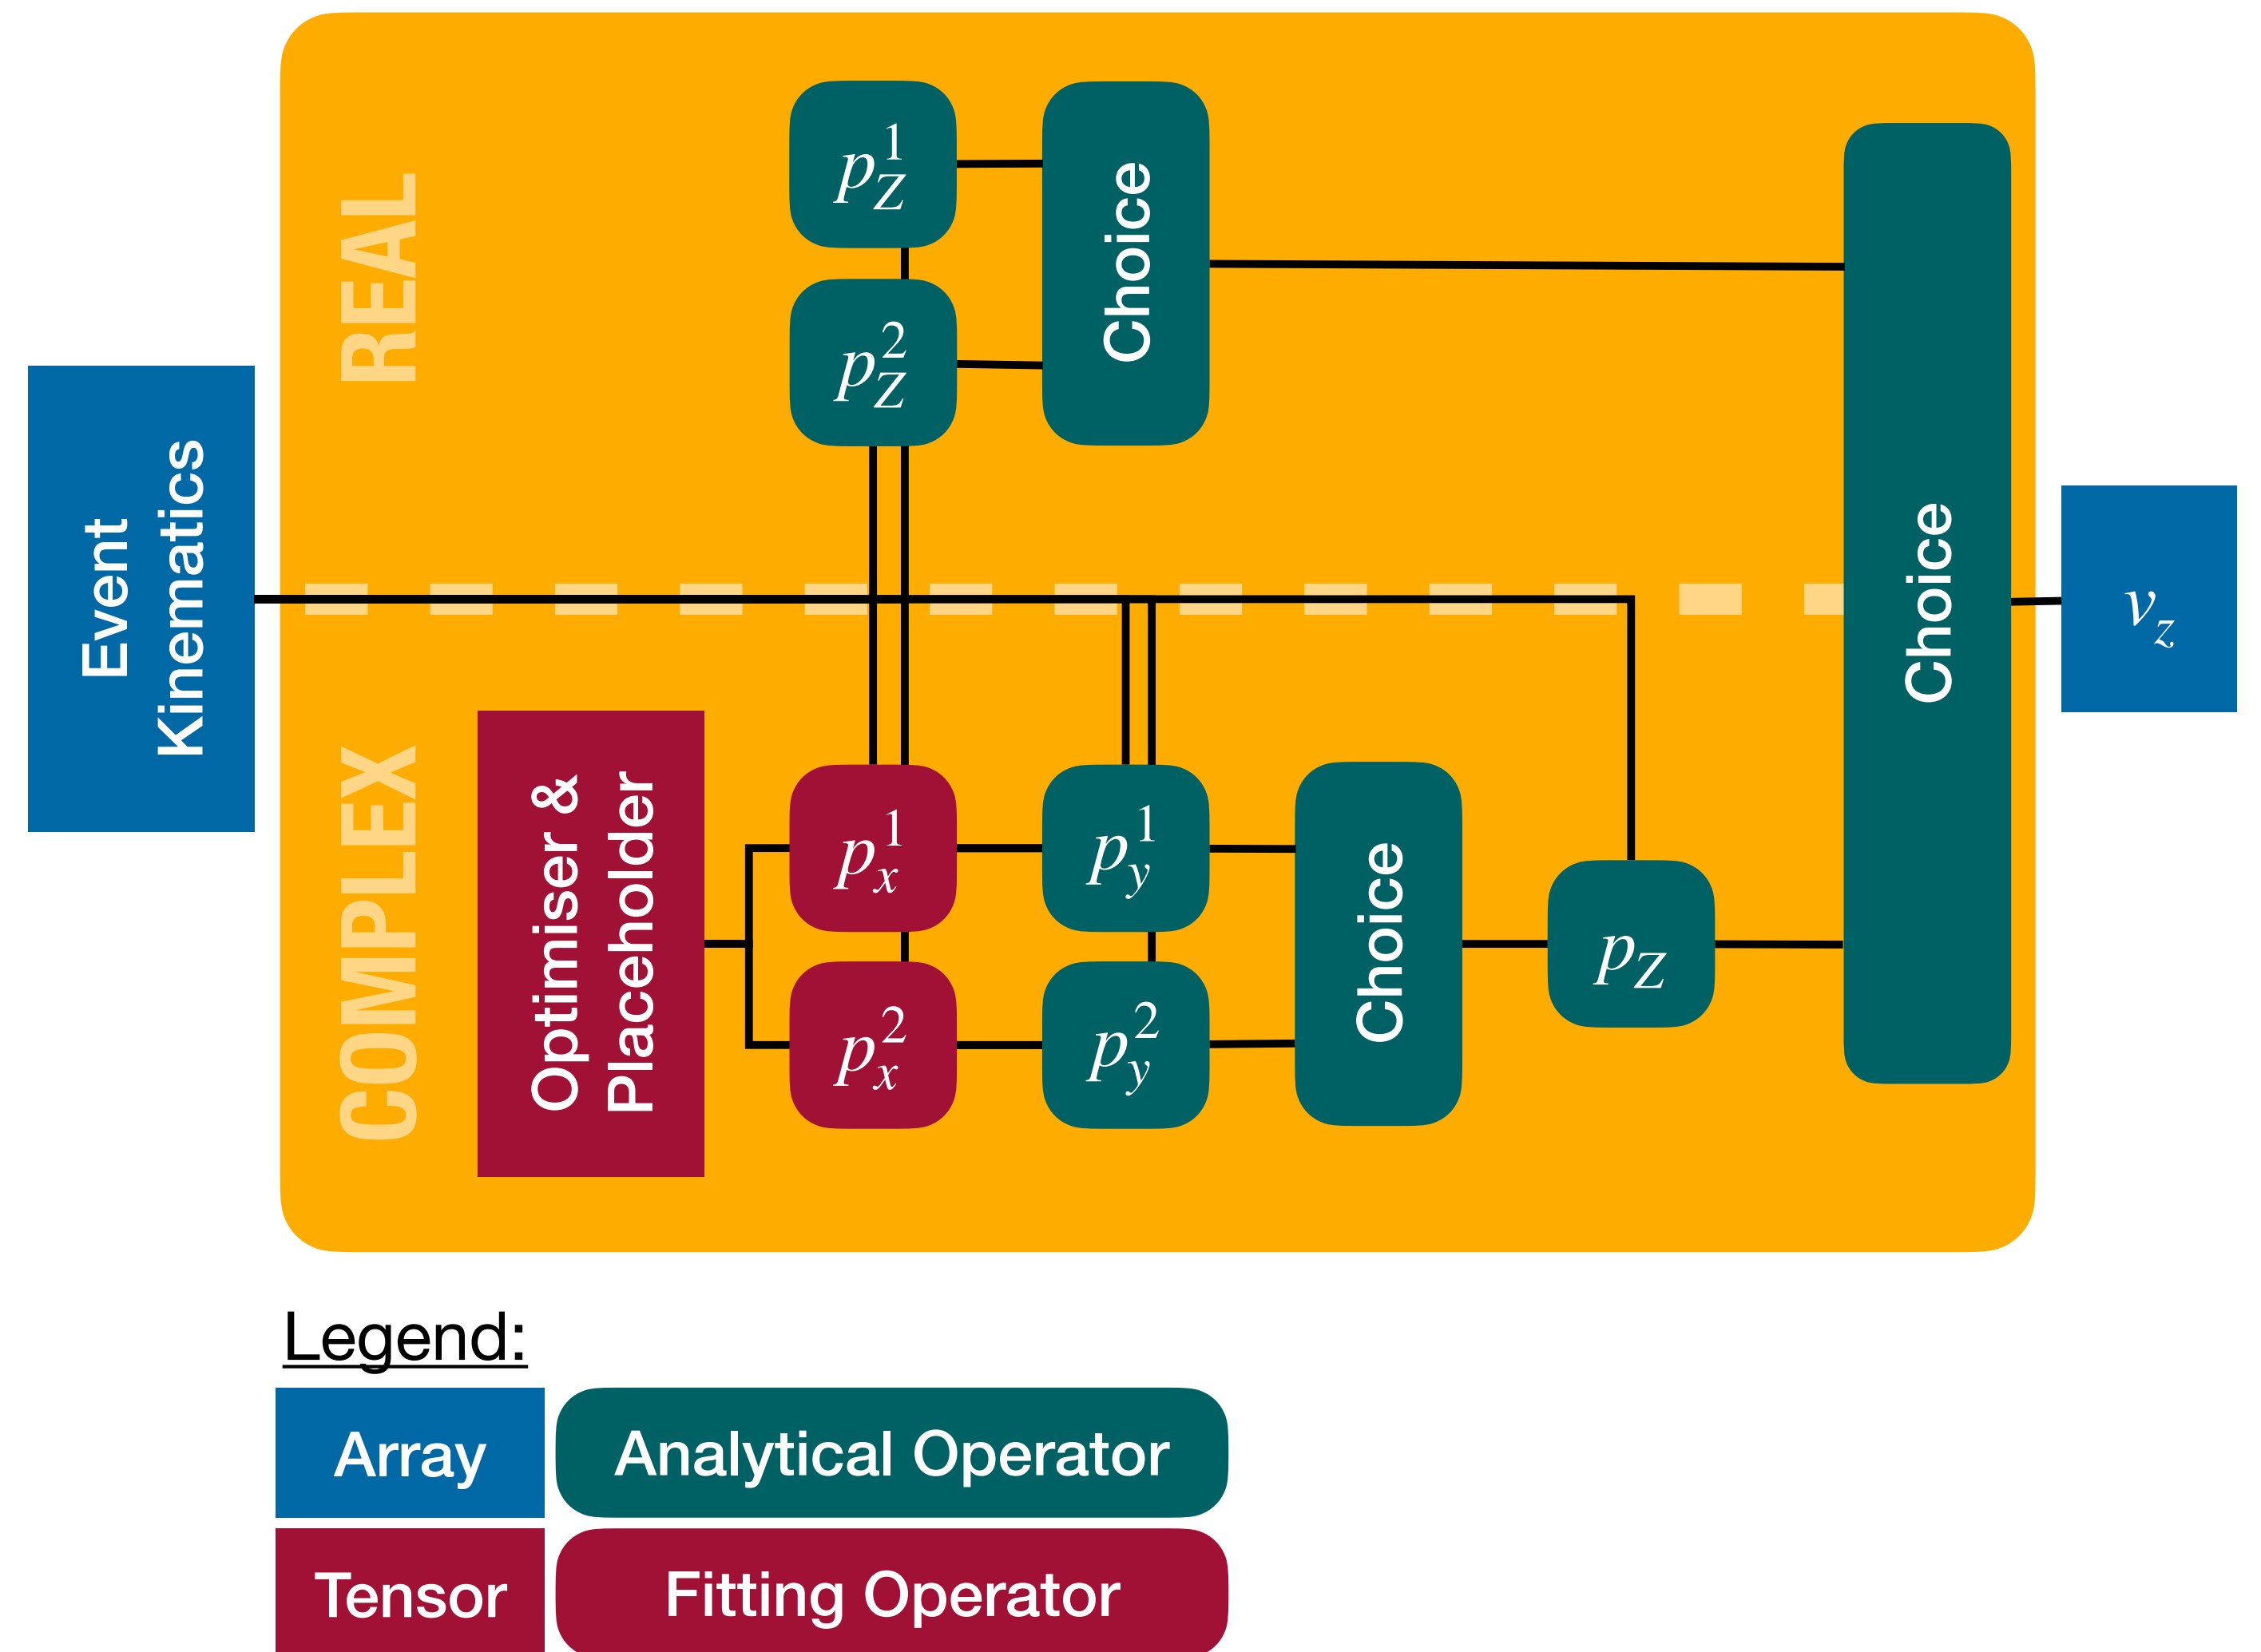 REAL
COMPLEX
Event
Kinematics
Optimiser &
Placeholder
p_Z^1
p_Z^2
Choice
p_x^1
p_x^2
p_y^1
p_y^2
Choice
p_Z
Choice
ν_z
Legend:
Array
Analytical Operator
Tensor
Fitting Operator